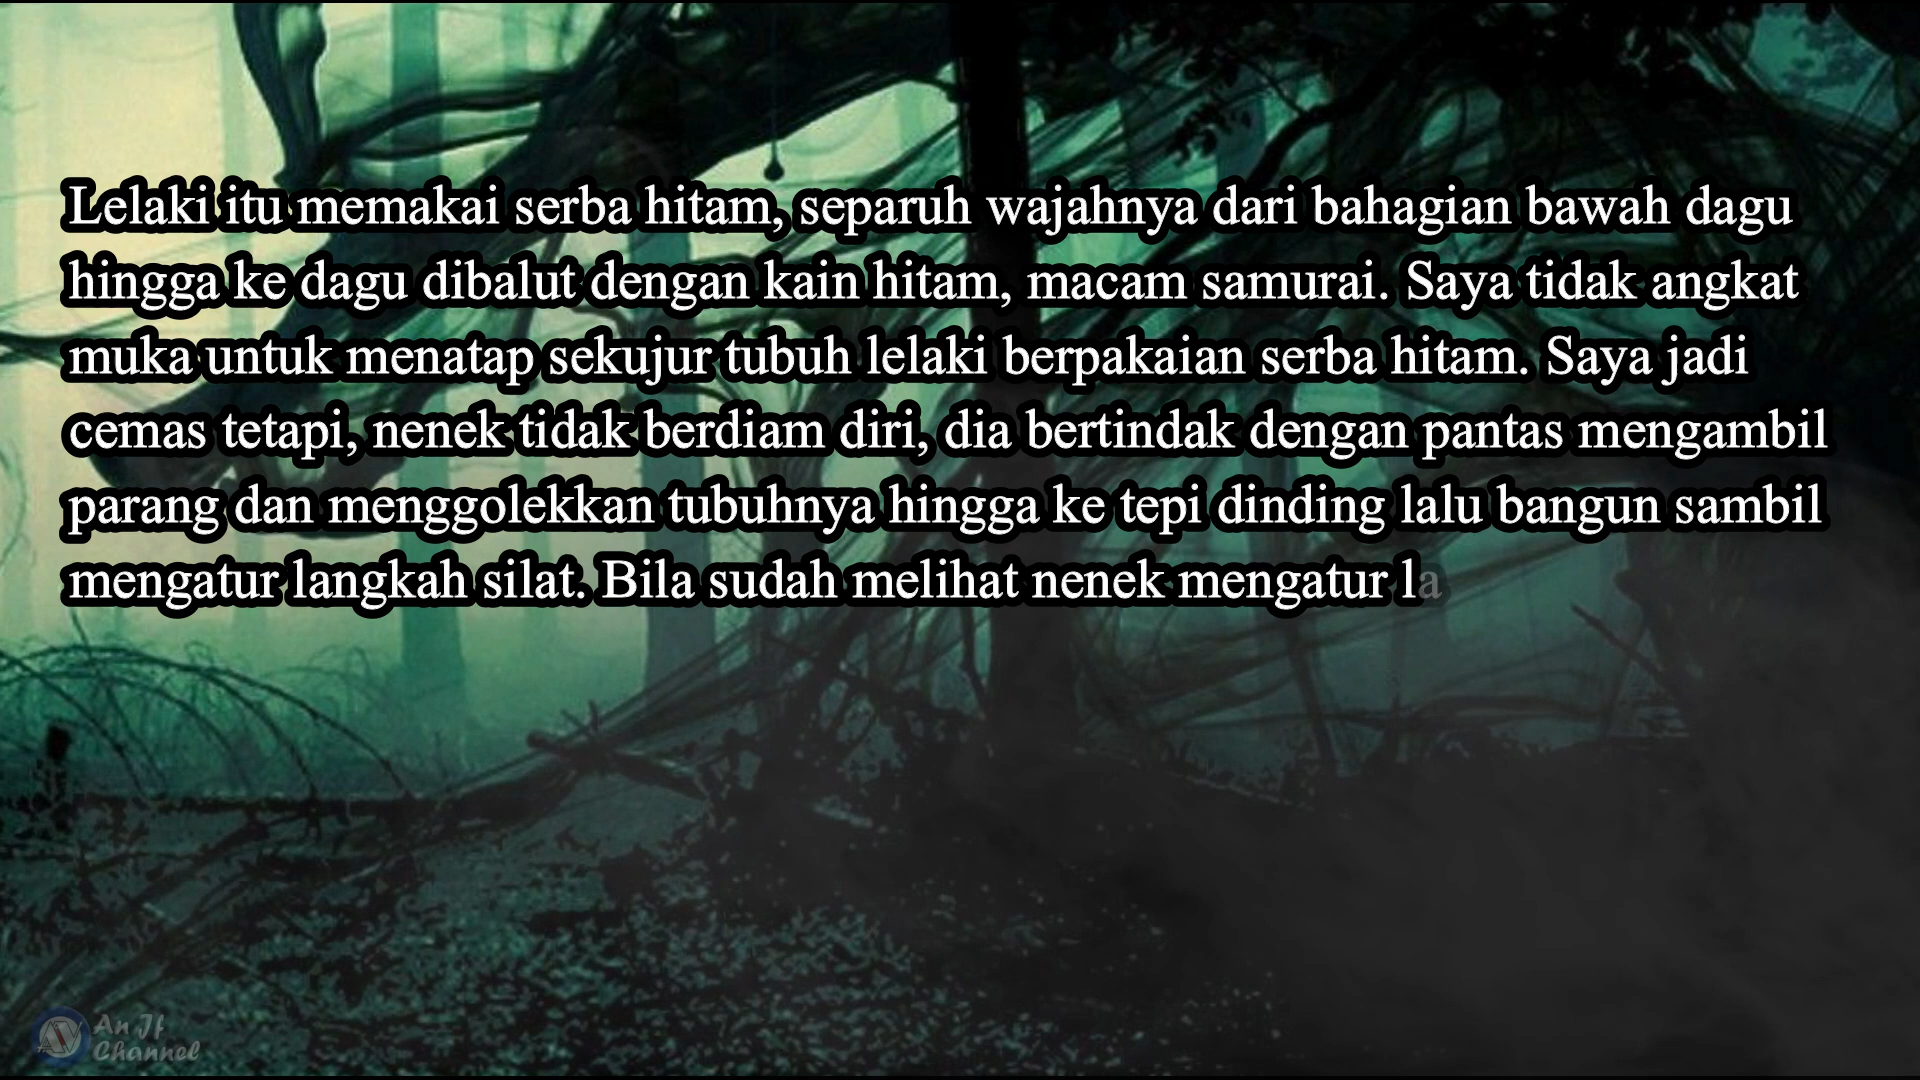 Lelaki itu memakai serba hitam, separuh wajahnya dari bahagian bawah dagu
hingga ke dagu dibalut dengan kain hitam, macam samurai. Saya tidak angkat
muka untuk menatap sekujur tubuh lelaki berpakaian serba hitam. Saya jadi
cemas tetapi, nenek tidak berdiam diri, dia bertindak dengan pantas mengambil
parang dan menggolekkan tubuhnya hingga ke tepi dinding lalu bangun sambil
mengatur langkah silat. Bila sudah melihat nenek mengatur la
An Jf
Channel